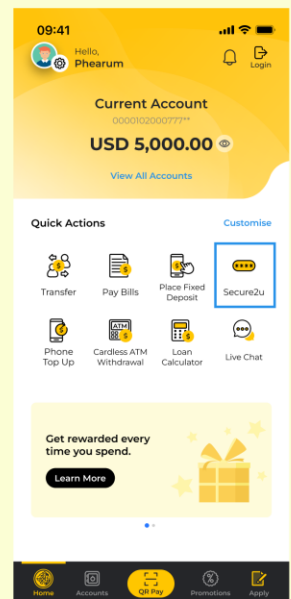 09:41
Hello,
Phearum
Login
Current Account
0000102000777**
USD 5,000.00
View All Accounts
Quick Actions
Customise
Transfer
Pay Bills
Place Fixed
Deposit
Secure2u
ATM
Phone
Top Up
Cardless ATM
Withdrawal
Loan
Calculator
Live Chat
Get rewarded every
time you spend.
Learn More
Home
Accounts
QR Pay
Promotions
Apply